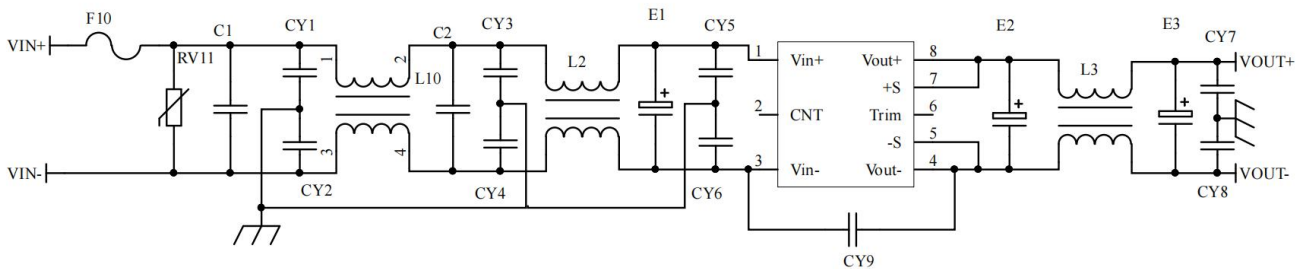 F10
VIN+
RV11
C1
CY1
1
2
L10
C2
CY3
L2
E1
+
CY5
1
Vin+
Vout+
8
+S
7
2
CNT
Trim
6
-S
5
3
Vin-
Vout-
4
E2
+
L3
E3
+
CY7
VOUT+
VIN-
3
4
CY2
CY4
CY6
CY8
VOUT-
CY9